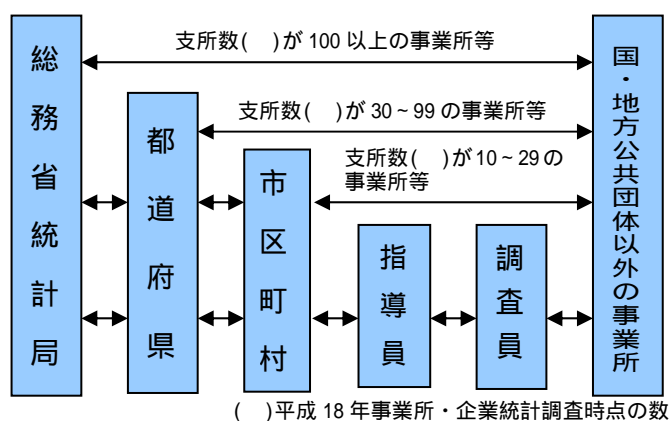 支所数(　)が 100 以上の事業所等
支所数(　)が 30～99 の事業所等
支所数(　)が 10～29 の
事業所等
総務省統計局
都道府県
市区町村
指導員
調査員
国・地方公共団体以外の事業所
(　)平成 18 年事業所・企業統計調査時点の数